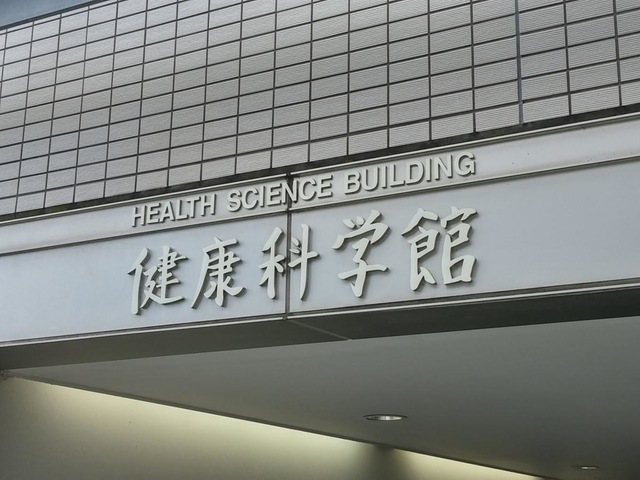 HEALTH SCIENCE BUILDING
健康科学館